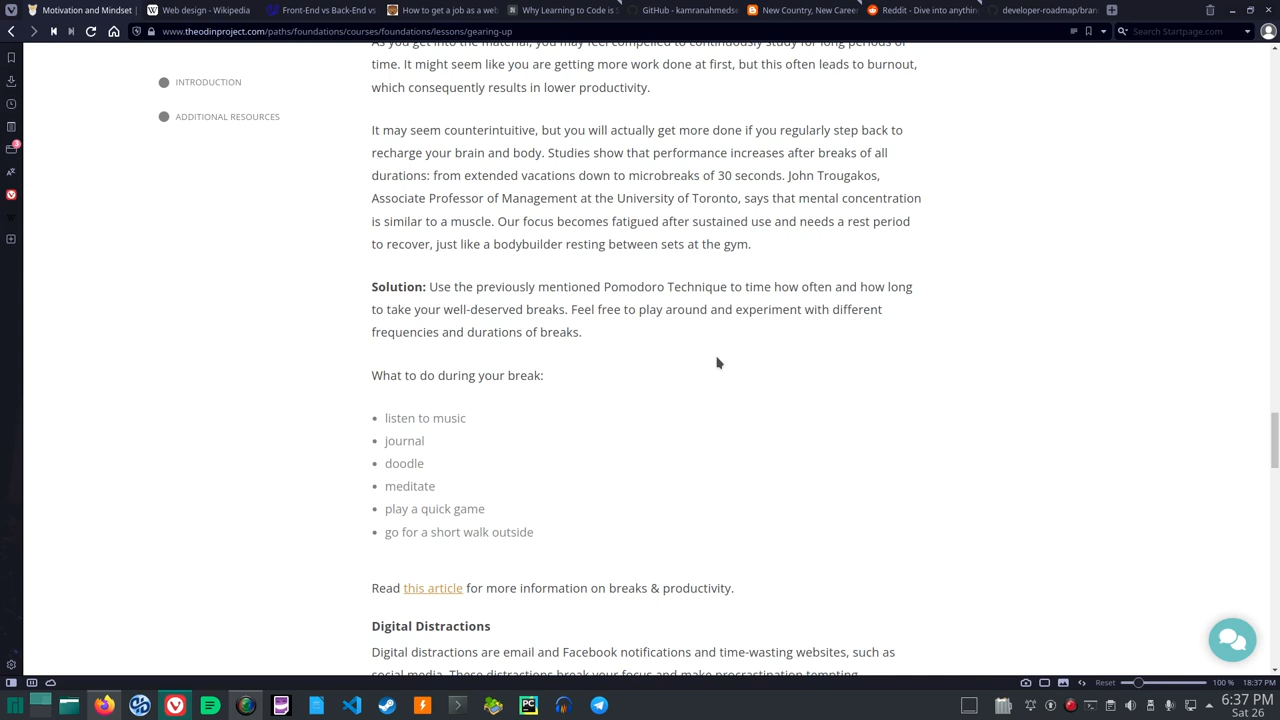 Motivation and Mindset |
Web design - Wikipedia
Front-End vs Back-End vs
How to get a job as a web
Why Learning to Code is
GitHub - kamranahmedse
New Country, New Career
Reddit - Dive into anythin
developer-roadmap/bran
www.theodinproject.com/paths/foundations/courses/foundations/lessons/gearing-up
Search Startpage.com
As you get into the material, you may feel compelled to continuously study for long periods of
time. It might seem like you are getting more work done at first, but this often leads to burnout,
INTRODUCTION
which consequently results in lower productivity.
ADDITIONAL RESOURCES
It may seem counterintuitive, but you will actually get more done if you regularly step back to
recharge your brain and body. Studies show that performance increases after breaks of all
durations: from extended vacations down to microbreaks of 30 seconds. John Trougakos,
Associate Professor of Management at the University of Toronto, says that mental concentration
is similar to a muscle. Our focus becomes fatigued after sustained use and needs a rest period
to recover, just like a bodybuilder resting between sets at the gym.
Solution: Use the previously mentioned Pomodoro Technique to time how often and how long
to take your well-deserved breaks. Feel free to play around and experiment with different
frequencies and durations of breaks.
What to do during your break:
• listen to music
• journal
• doodle
• meditate
• play a quick game
• go for a short walk outside
Read this article for more information on breaks & productivity.
Digital Distractions
Digital distractions are email and Facebook notifications and time-wasting websites, such as
social media. These distractions break your focus and make procrastination tempting.
3
Reset
100 %
18:37 PM
PC
6:37 PM
Sat 26